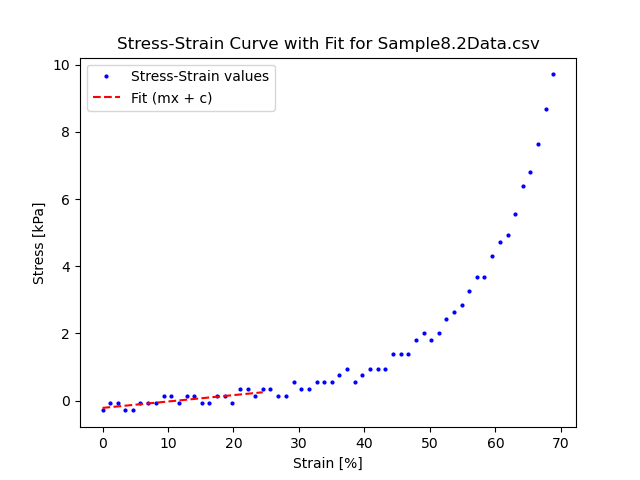 Stress-Strain Curve with Fit for Sample8.2Data.csv
Stress-Strain values
Fit (mx + c)
10
8
6
4
2
0
Stress [kPa]
0 10 20 30 40 50 60 70
Strain [%]